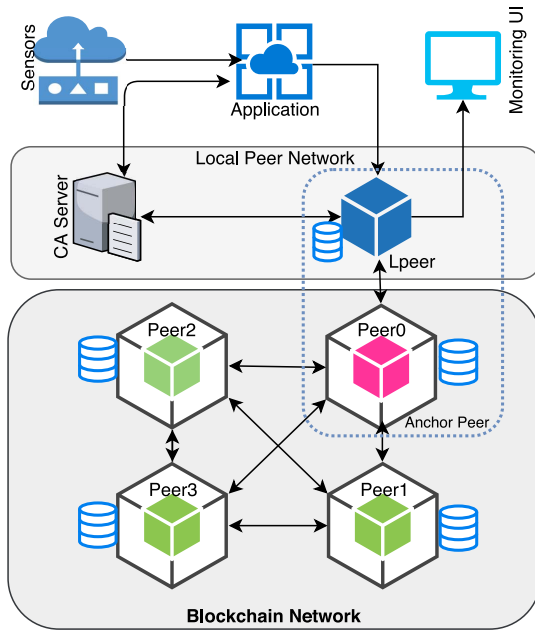 Sensors
Application
Monitoring UI
Local Peer Network
CA Server
Lpeer
Peer2
Peer0
Anchor Peer
Peer3
Peer1
Blockchain Network